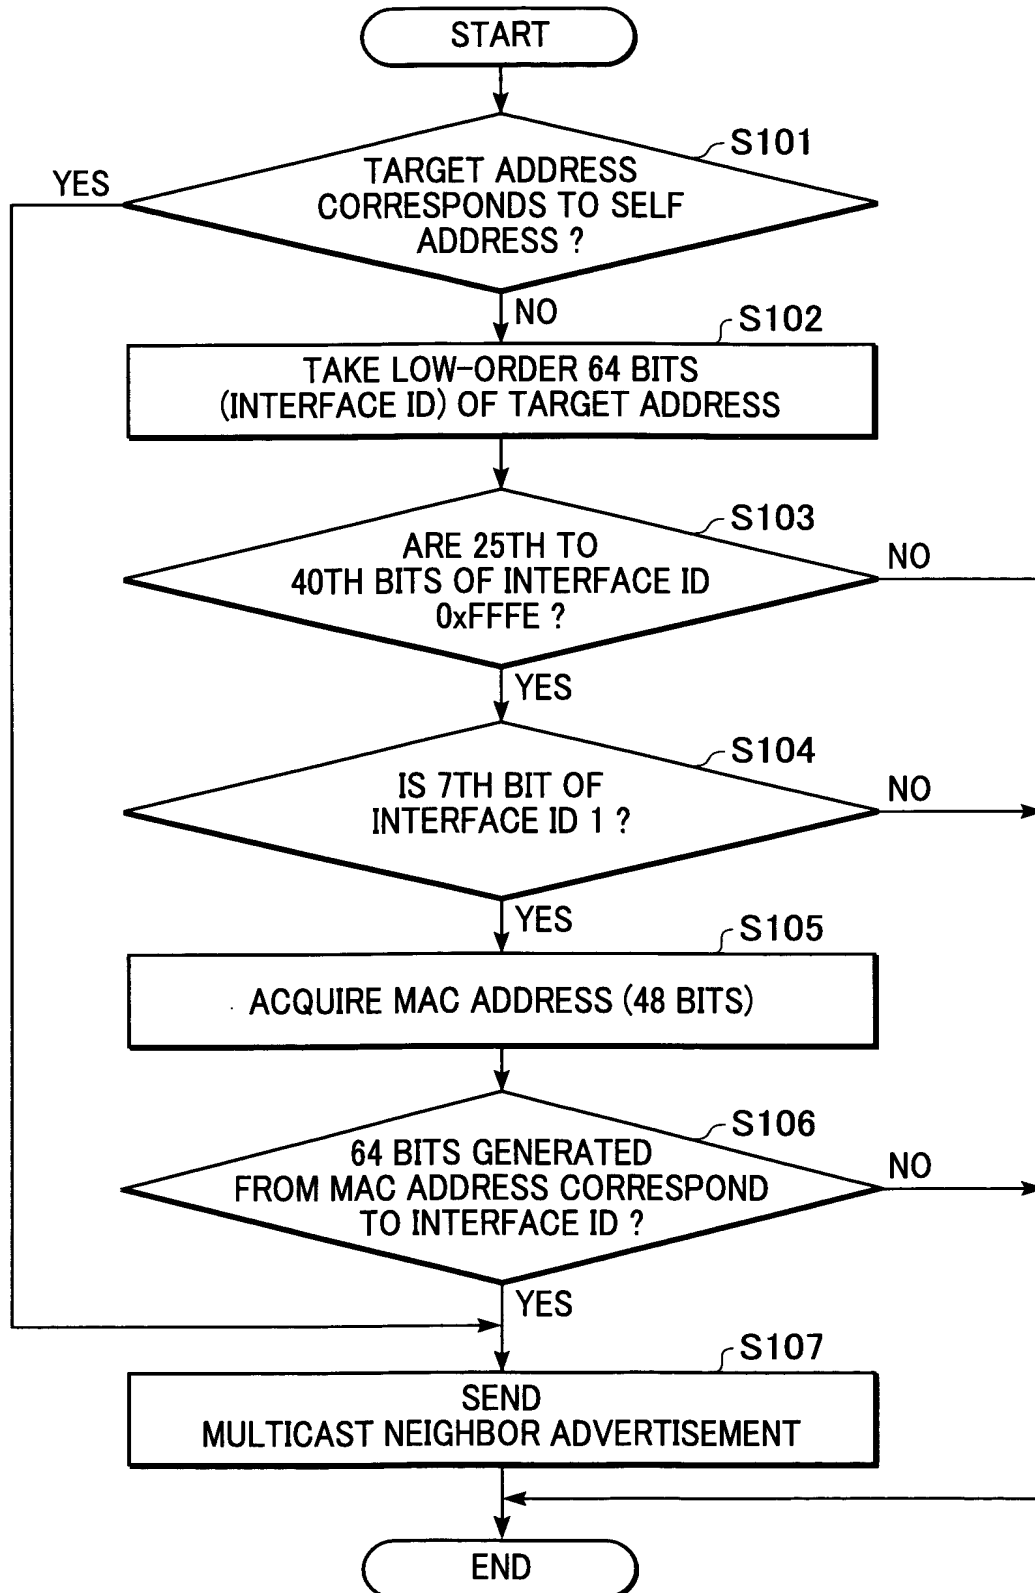 START
S101
YES
TARGET ADDRESS
CORRESPONDS TO SELF
ADDRESS ?
NO
S102
TAKE LOW-ORDER 64 BITS
(INTERFACE ID) OF TARGET ADDRESS
S103
ARE 25TH TO
40TH BITS OF INTERFACE ID
0xFFFE ?
NO
YES
S104
IS 7TH BIT OF
INTERFACE ID 1 ?
NO
YES
S105
ACQUIRE MAC ADDRESS (48 BITS)
S106
64 BITS GENERATED
FROM MAC ADDRESS CORRESPOND
TO INTERFACE ID ?
NO
YES
S107
SEND
MULTICAST NEIGHBOR ADVERTISEMENT
END